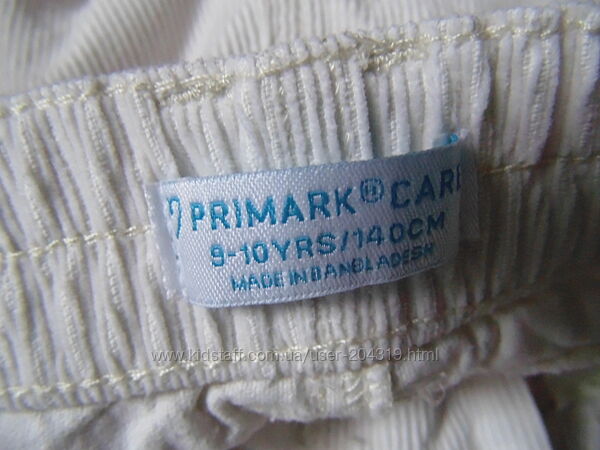 PRIMARK® CARE
9-10YRS/140CM
MADE IN BANGLADESH
www.kidstaff.com.ua/user-204319.html